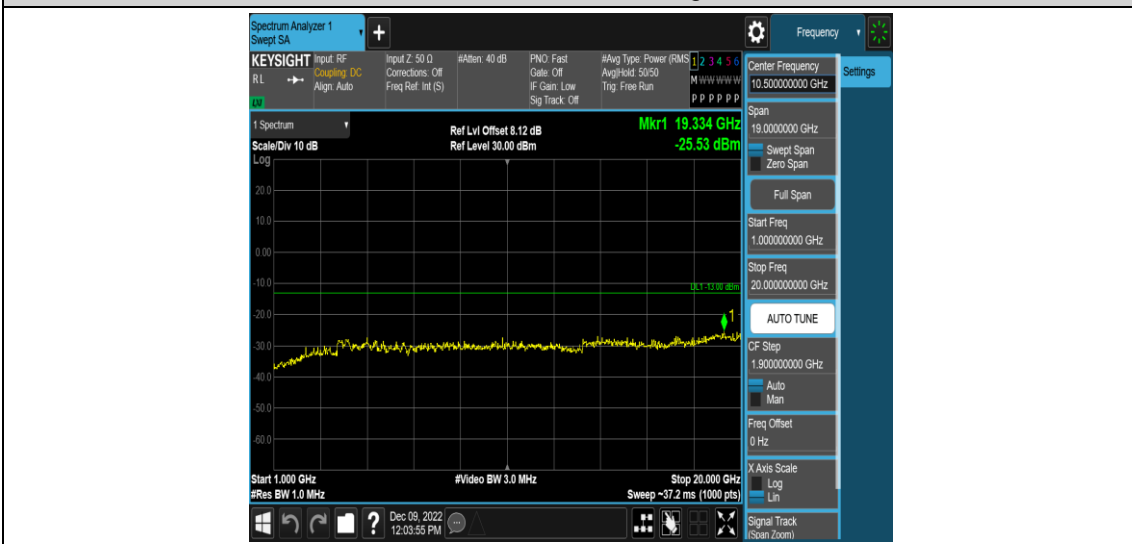 Spectrum Analyzer 1
Swept SA
+
Frequency
KEYSIGHT
RL
LW
Input: RF
Coupling: DC
Align: Auto
Input Z: 50 Ω
Corrections: Off
Freq Ref: Int (S)
#Atten: 40 dB
PNO: Fast
Gate: Off
IF Gain: Low
Sig Track: Off
#Avg Type: Power (RMS
Avg|Hold: 50/50
Trig: Free Run
1 2 3 4 5 6
M W W W W W
P P P P P P
1 Spectrum
Scale/Div 10 dB
Ref Lvl Offset 8.12 dB
Ref Level 30.00 dBm
Mkr1 19.334 GHz
-25.53 dBm
Log
20.0
10.0
0.00
-10.0
-20.0
-30.0
-40.0
-50.0
-60.0
DL1 -13.00 dBm
1
Start 1.000 GHz
#Res BW 1.0 MHz
#Video BW 3.0 MHz
Stop 20.000 GHz
Sweep ~37.2 ms (1000 pts)
Center Frequency
10.500000000 GHz
Settings
Span
19.0000000 GHz
Swept Span
Zero Span
Full Span
Start Freq
1.000000000 GHz
Stop Freq
20.000000000 GHz
AUTO TUNE
CF Step
1.900000000 GHz
Auto
Man
Freq Offset
0 Hz
X Axis Scale
Log
Lin
Signal Track
(Span Zoom)
?
Dec 09, 2022
12:03:55 PM